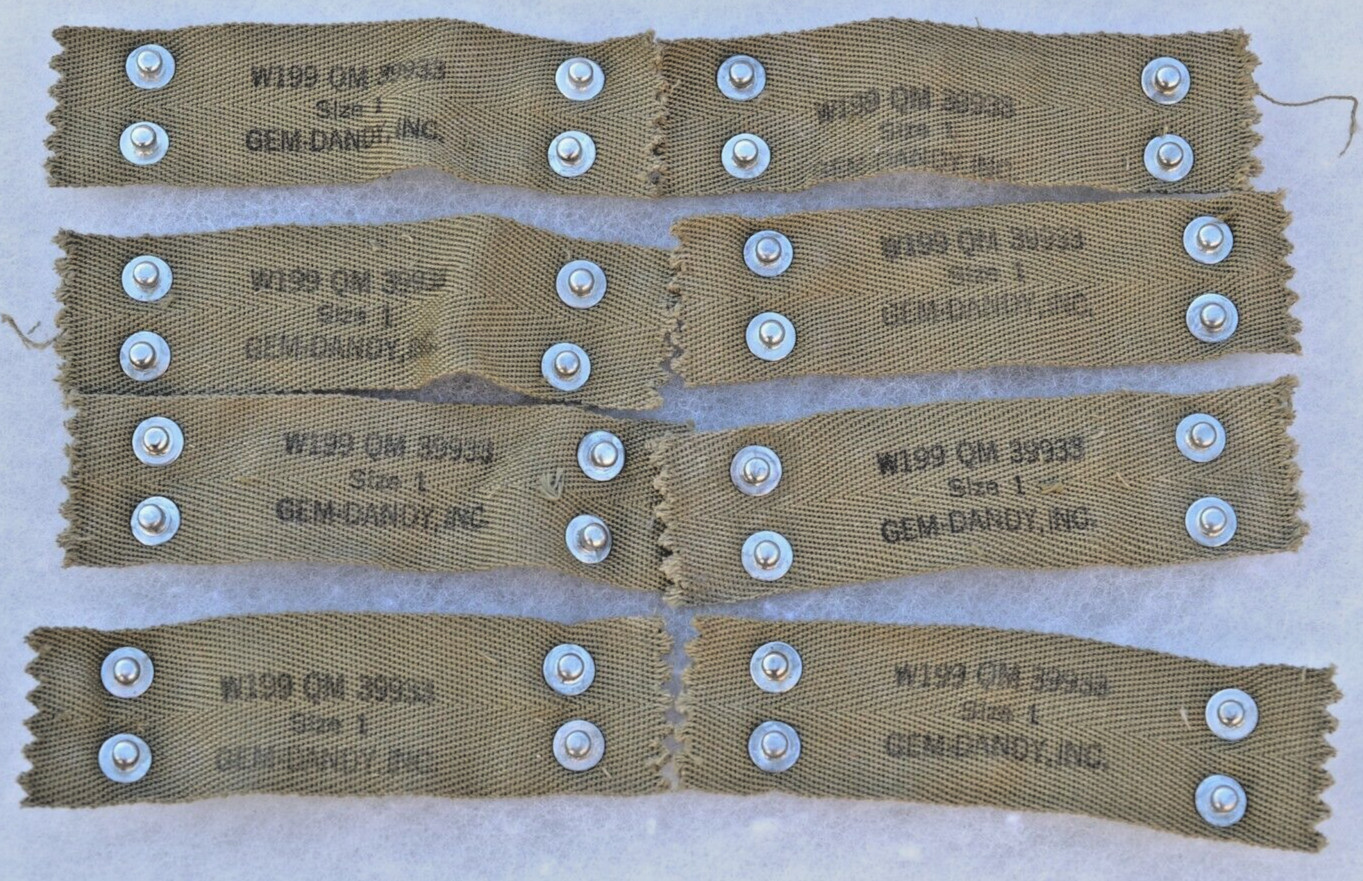 W199 QM 39933
Size 1
GEM-DANDY, INC.
W199 QM 39933
Size 1
GEM-DANDY, INC.
W199 QM 3993
Size 1
GEM-DANDY,
W199 QM 39933
Size 1
GEM-DANDY, INC.
W199 QM 39933
Size 1
GEM-DANDY, INC
W199 QM 39933
Size 1
GEM-DANDY, INC.
W199 QM 39933
Size 1
GEM-DANDY, INC.
W199 QM 39933
Size 1
GEM-DANDY, INC.